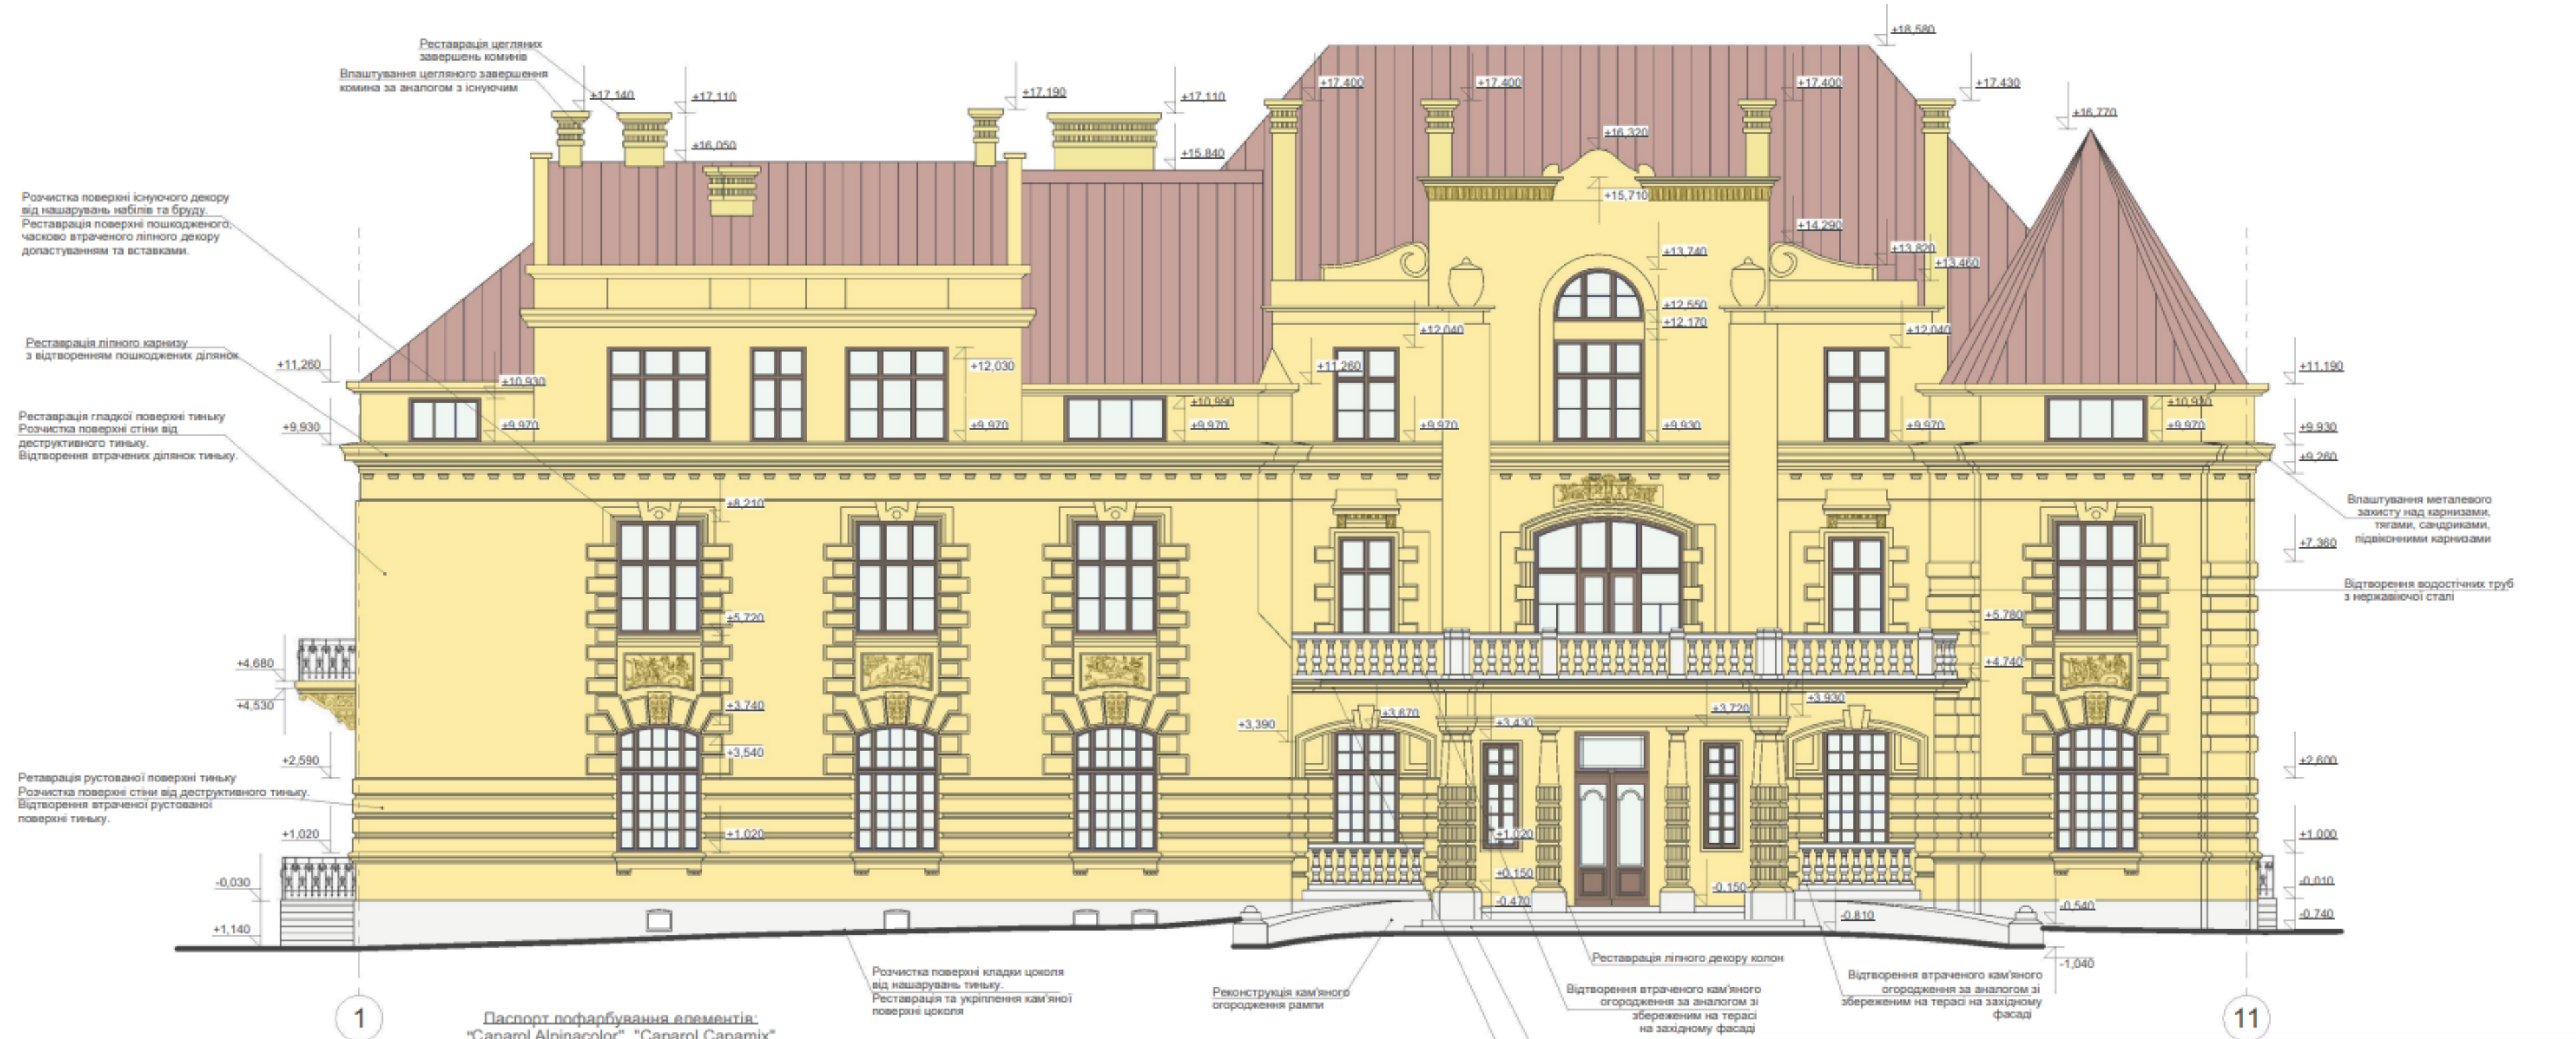 Реставрація цегляних
завершень коминів
Влаштування цегляного завершення
комина за аналогом з існуючим
+17,140
+17,110
+16,050
+17,190
+17,110
+15,840
+17,400
+17,400
+17,400
+18,580
+17,430
+16,770
+16,320
+15,710
+14,290
+13,820
+13,460
+13,740
+12,550
+12,170
+12,040
+12,040
Розчистка поверхні існуючого декору
від нашарувань набілів та бруду.
Реставрація поверхні пошкодженого,
часково втраченого ліпного декору
допастуванням та вставками.
Реставрація ліпного карнизу
з відтворенням пошкоджених ділянок
+11,260
+10,930
+12,030
+11,260
+10,990
+10,930
+11,190
Реставрація гладкої поверхні тиньку
Розчистка поверхні стіни від
деструктивного тиньку.
Відтворення втрачених ділянок тиньку.
+9,930
+9,970
+9,970
+9,970
+9,970
+9,930
+9,970
+9,970
+9,930
+9,260
Влаштування металевого
захисту над карнизами,
тягами, сандриками,
підвіконними карнизами
+8,210
+7,360
Відтворення водостічних труб
з нержавіючої сталі
+5,720
+5,780
+4,740
+4,680
+4,530
+3,740
+3,540
+3,390
+3,670
+3,430
+3,720
+3,930
+2,590
+2,600
Ретаврація рустованої поверхні тиньку
Розчистка поверхні стіни від деструктивного тиньку.
Відтворення втраченої рустованої
поверхні тиньку.
+1,020
+1,020
+1,020
+1,000
-0,030
+0,150
-0,150
-0,470
-0,810
-0,540
-0,010
-0,740
+1,140
-1,040
Розчистка поверхні кладки цоколя
від нашарувань тиньку.
Реставрація та укріплення кам'яної
поверхні цоколя
Реконструкція кам'яного
огородження рампи
Реставрація ліпного декору колон
Відтворення втраченого кам'яного
огородження за аналогом зі
збереженим на терасі
на західному фасаді
Відтворення втраченого кам'яного
огородження за аналогом зі
збереженим на терасі на західному
фасаді
1
11
Паспорт пофарбування елементів:
"Caparol Alpinacolor", "Caparol Capamix"